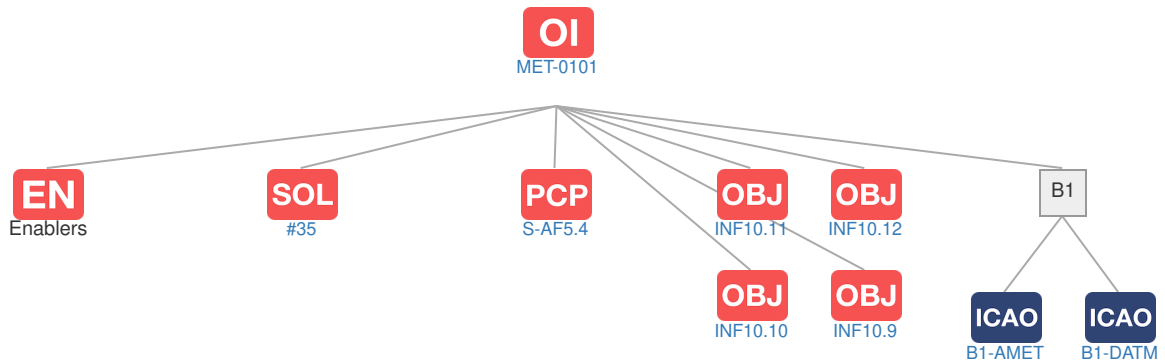 OI
MET-0101
EN
Enablers
SOL
#35
PCP
S-AF5.4
OBJ
INF10.11
OBJ
INF10.12
B1
OBJ
INF10.10
OBJ
INF10.9
ICAO
B1-AMET
ICAO
B1-DATM